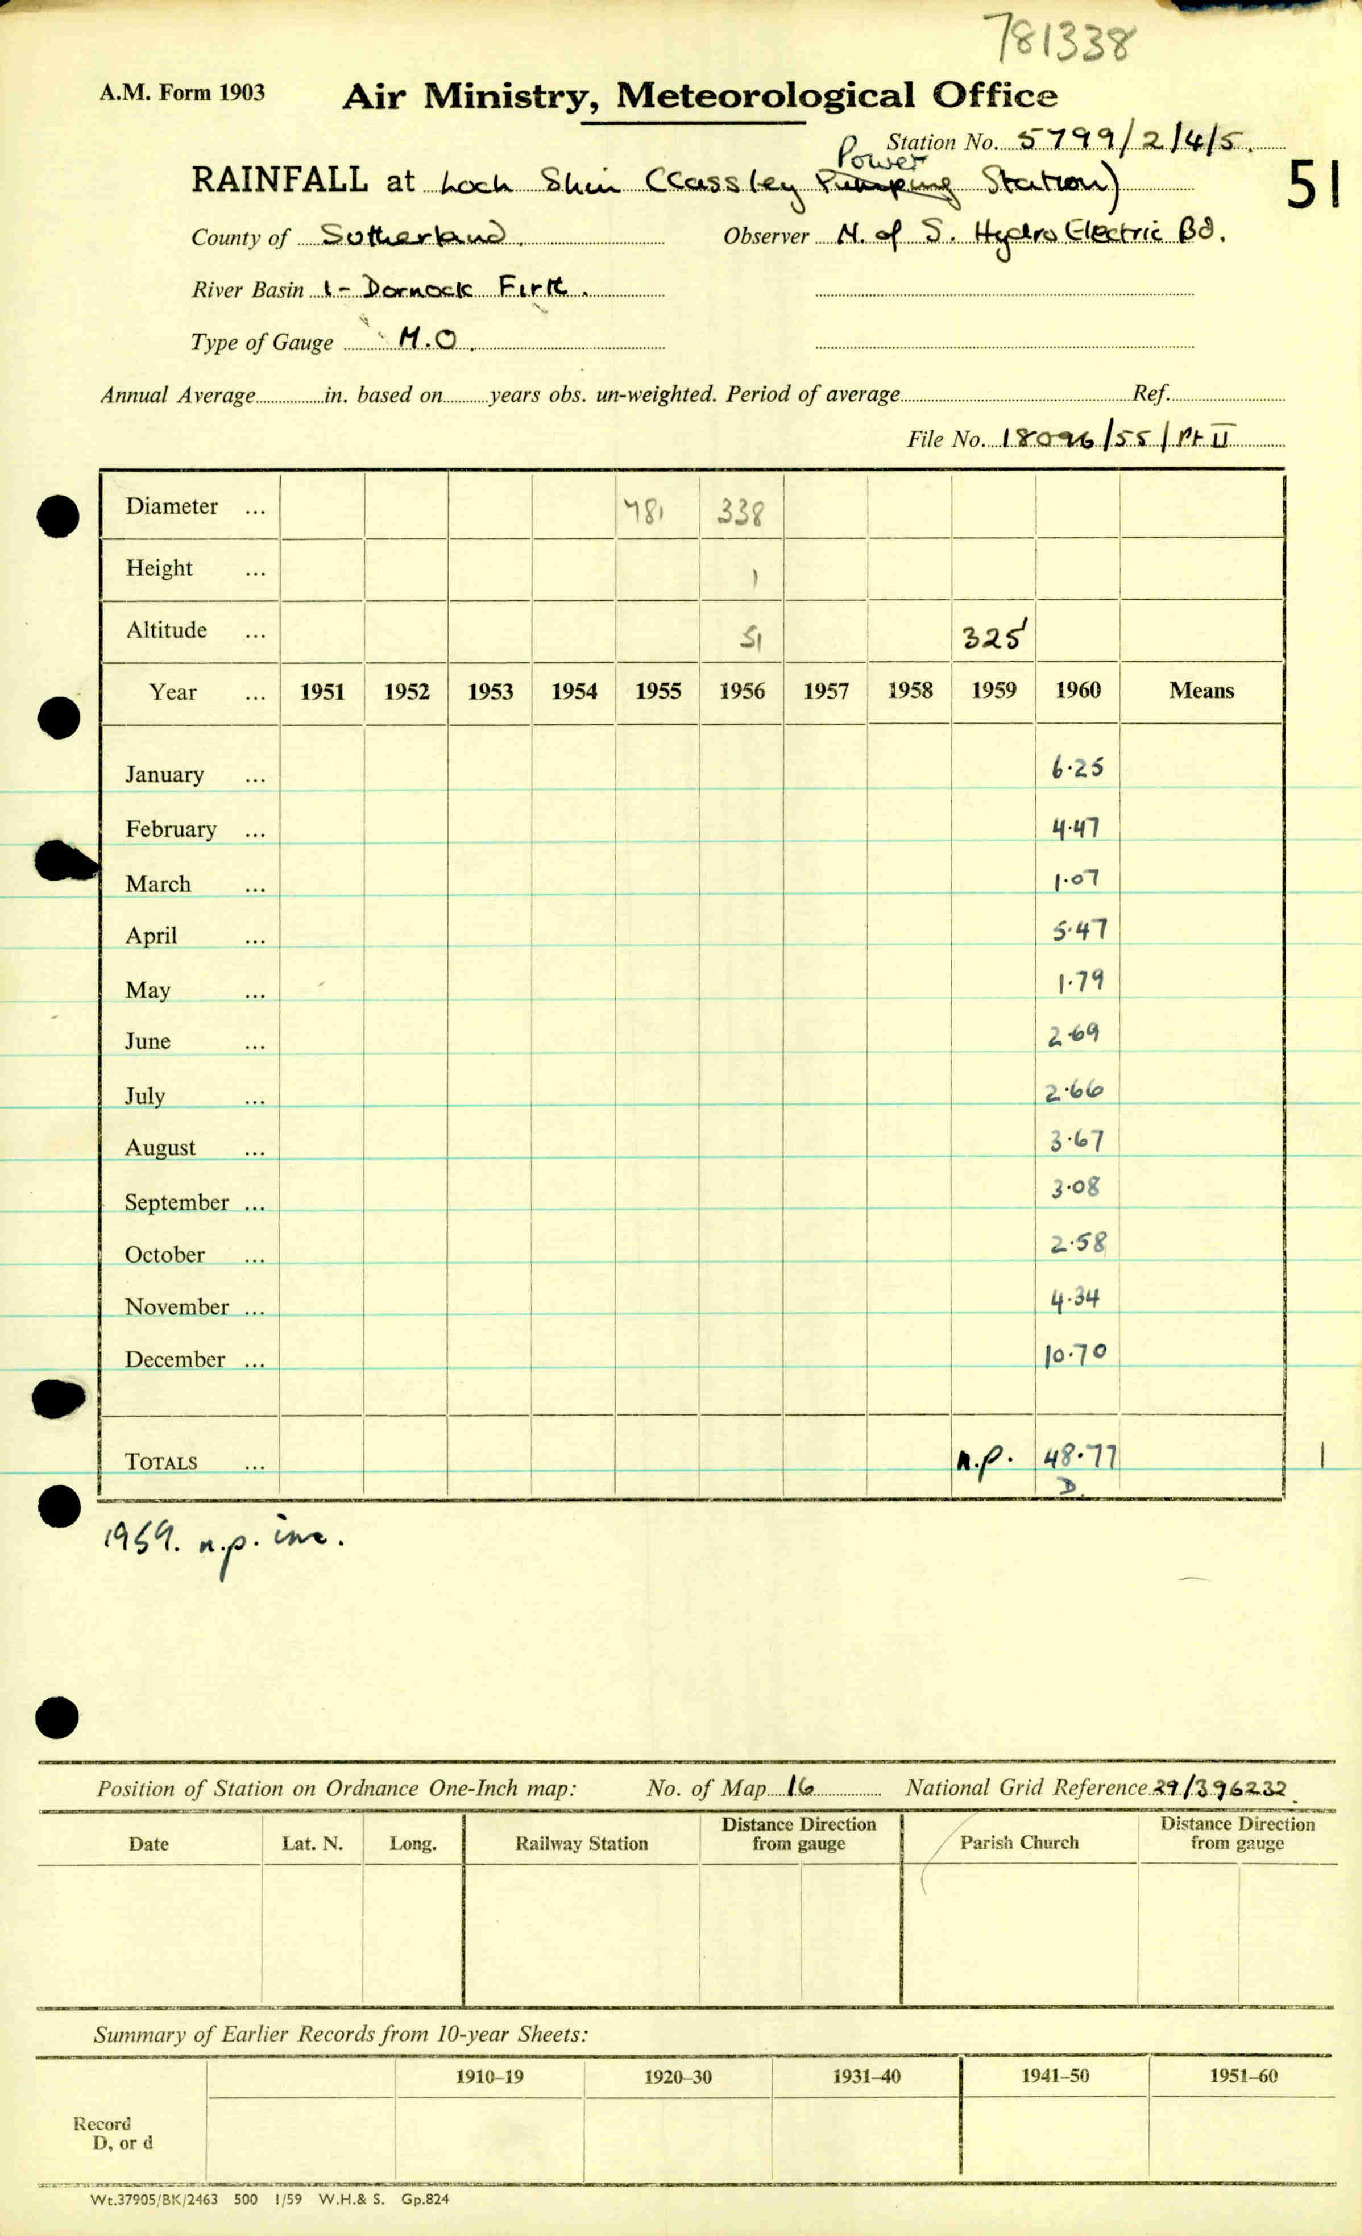 781338
A.M. Form 1903 Air Ministry, Meteorological Office
Station No. 5799/2/4/5.
Power
RAINFALL at Loch Shin (Cassley Pumping Station) 51
County of Sutherland. Observer N. of S. Hydro Electric Bd.
River Basin 1 - Dornock Firth.
Type of Gauge M.O.
Annual Average in. based on years obs. un-weighted. Period of average Ref.
File No. 18096/55/Pt II
Diameter ... 781 338
Height ... 1
Altitude ... 51 325'
Year ... 1951 1952 1953 1954 1955 1956 1957 1958 1959 1960 Means
January ... 6.25
February ... 4.47
March ... 1.07
April ... 5.47
May ... 1.79
June ... 2.69
July ... 2.66
August ... 3.67
September ... 3.08
October ... 2.58
November ... 4.34
December ... 10.70
TOTALS ... n.p. 48.77 1
D.
1959. n.p. inc.
Position of Station on Ordnance One-Inch map: No. of Map 16 National Grid Reference 29/396232.
Date Lat. N. Long. Railway Station Distance Direction from gauge Parish Church Distance Direction from gauge
Summary of Earlier Records from 10-year Sheets:
1910–19 1920–30 1931–40 1941–50 1951–60
Record
D, or d
Wt.37905/BK/2463 500 1/59 W.H.& S. Gp.824